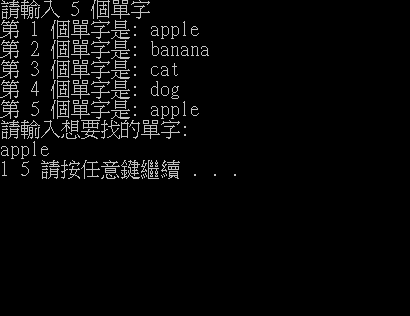 請輸入 5 個單字
第 1 個單字是: apple
第 2 個單字是: banana
第 3 個單字是: cat
第 4 個單字是: dog
第 5 個單字是: apple
請輸入想要找的單字:
apple
1 5 請按任意鍵繼續 . . .